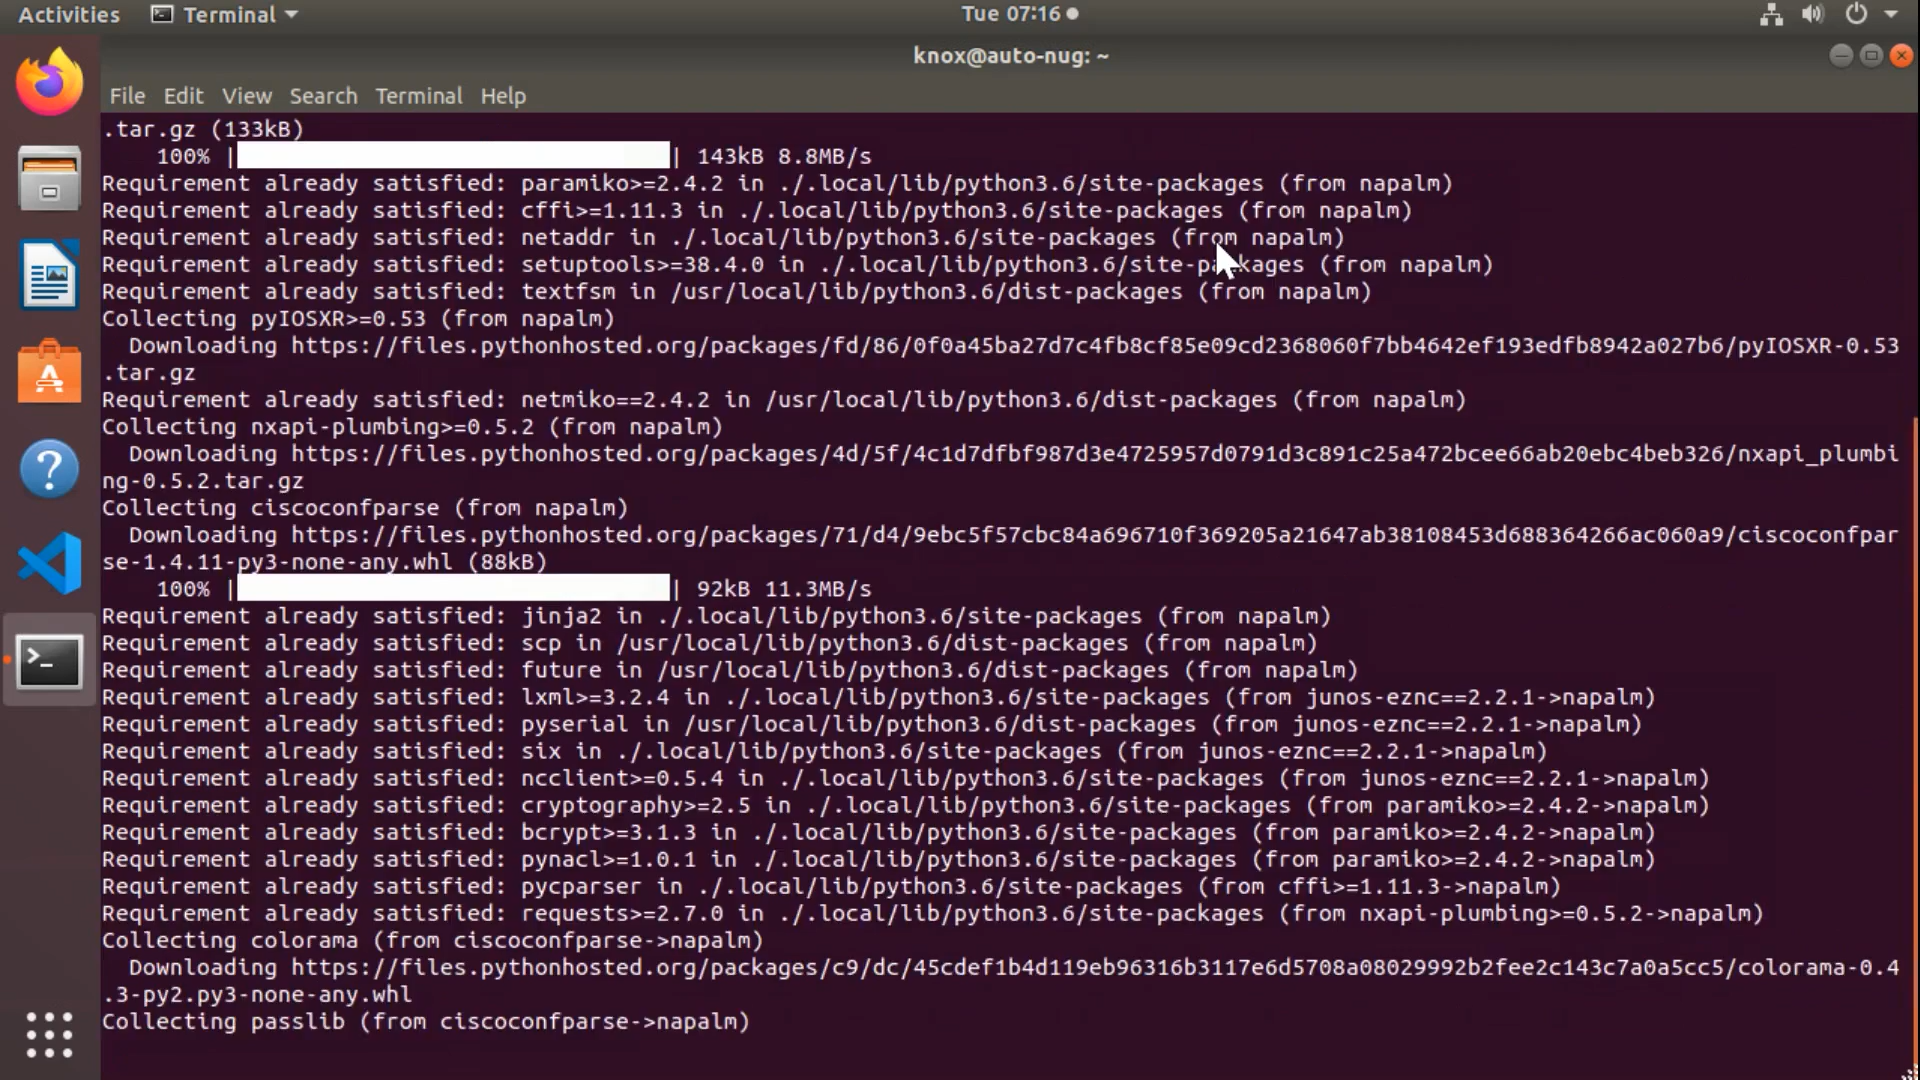 Activities Terminal Tue 07:16
knox@auto-nug: ~
File Edit View Search Terminal Help
.tar.gz (133kB)
100% | | 143kB 8.8MB/s
Requirement already satisfied: paramiko>=2.4.2 in ./.local/lib/python3.6/site-packages (from napalm)
Requirement already satisfied: cffi>=1.11.3 in ./.local/lib/python3.6/site-packages (from napalm)
Requirement already satisfied: netaddr in ./.local/lib/python3.6/site-packages (from napalm)
Requirement already satisfied: setuptools>=38.4.0 in ./.local/lib/python3.6/site-packages (from napalm)
Requirement already satisfied: textfsm in /usr/local/lib/python3.6/dist-packages (from napalm)
Collecting pyIOSXR>=0.53 (from napalm)
Downloading https://files.pythonhosted.org/packages/fd/86/0f0a45ba27d7c4fb8cf85e09cd2368060f7bb4642ef193edfb8942a027b6/pyIOSXR-0.53
.tar.gz
Requirement already satisfied: netmiko==2.4.2 in /usr/local/lib/python3.6/dist-packages (from napalm)
Collecting nxapi-plumbing>=0.5.2 (from napalm)
Downloading https://files.pythonhosted.org/packages/4d/5f/4c1d7dfbf987d3e4725957d0791d3c891c25a472bcee66ab20ebc4beb326/nxapi_plumbi
ng-0.5.2.tar.gz
Collecting ciscoconfparse (from napalm)
Downloading https://files.pythonhosted.org/packages/71/d4/9ebc5f57cbc84a696710f369205a21647ab38108453d688364266ac060a9/ciscoconfpar
se-1.4.11-py3-none-any.whl (88kB)
100% | | 92kB 11.3MB/s
Requirement already satisfied: jinja2 in ./.local/lib/python3.6/site-packages (from napalm)
Requirement already satisfied: scp in /usr/local/lib/python3.6/dist-packages (from napalm)
Requirement already satisfied: future in /usr/local/lib/python3.6/dist-packages (from napalm)
Requirement already satisfied: lxml>=3.2.4 in ./.local/lib/python3.6/site-packages (from junos-eznc==2.2.1->napalm)
Requirement already satisfied: pyserial in /usr/local/lib/python3.6/dist-packages (from junos-eznc==2.2.1->napalm)
Requirement already satisfied: six in ./.local/lib/python3.6/site-packages (from junos-eznc==2.2.1->napalm)
Requirement already satisfied: ncclient>=0.5.4 in ./.local/lib/python3.6/site-packages (from junos-eznc==2.2.1->napalm)
Requirement already satisfied: cryptography>=2.5 in ./.local/lib/python3.6/site-packages (from paramiko>=2.4.2->napalm)
Requirement already satisfied: bcrypt>=3.1.3 in ./.local/lib/python3.6/site-packages (from paramiko>=2.4.2->napalm)
Requirement already satisfied: pynacl>=1.0.1 in ./.local/lib/python3.6/site-packages (from paramiko>=2.4.2->napalm)
Requirement already satisfied: pycparser in ./.local/lib/python3.6/site-packages (from cffi>=1.11.3->napalm)
Requirement already satisfied: requests>=2.7.0 in ./.local/lib/python3.6/site-packages (from nxapi-plumbing>=0.5.2->napalm)
Collecting colorama (from ciscoconfparse->napalm)
Downloading https://files.pythonhosted.org/packages/c9/dc/45cdef1b4d119eb96316b3117e6d5708a08029992b2fee2c143c7a0a5cc5/colorama-0.4
.3-py2.py3-none-any.whl
Collecting passlib (from ciscoconfparse->napalm)